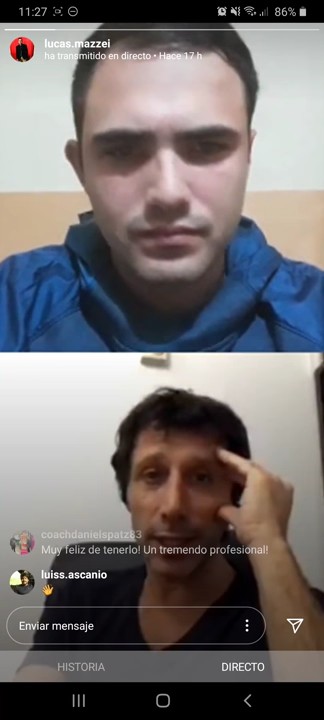 11:27
86%
lucas.mazzei
ha transmitido en directo • Hace 17 h
coachdanielspatz83
Muy feliz de tenerlo! Un tremendo profesional!
luiss.ascanio
👋
Enviar mensaje
HISTORIA DIRECTO